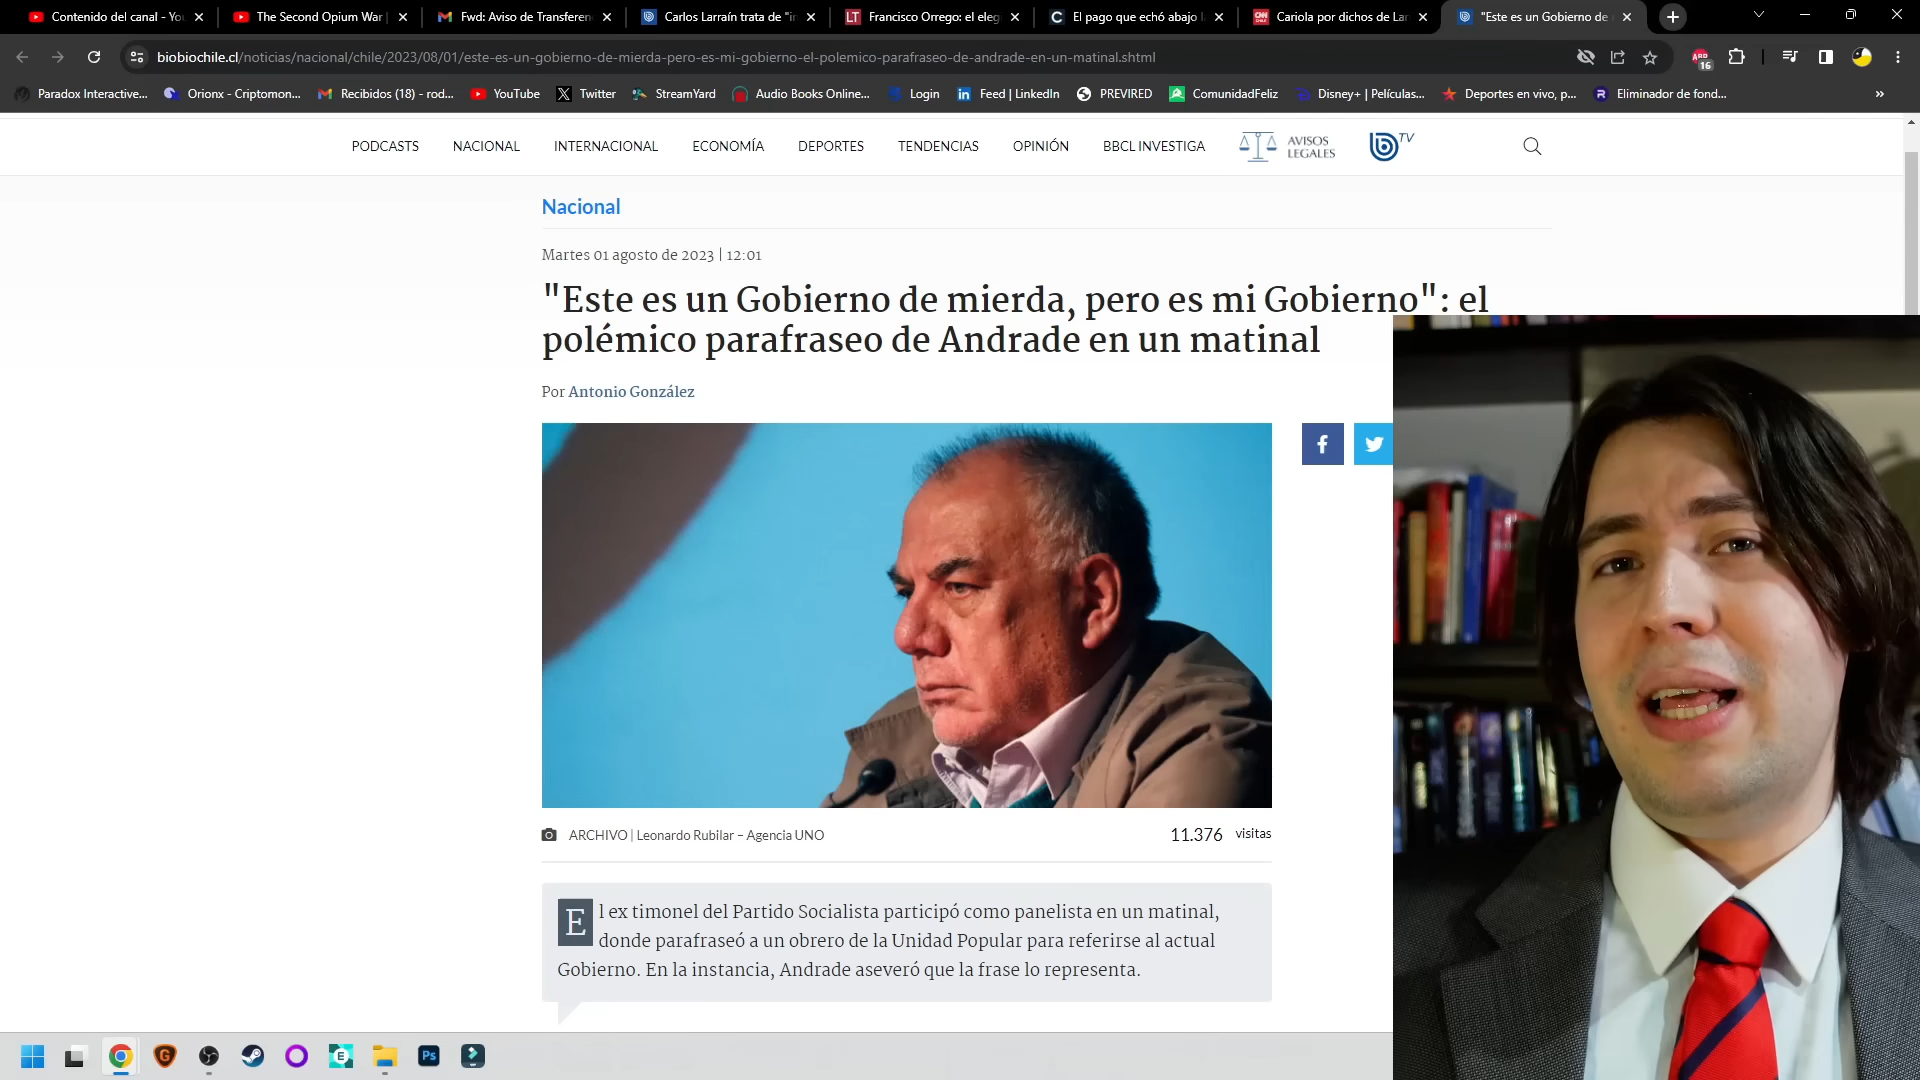 Contenido del canal - You
The Second Opium War |
Fwd: Aviso de Transferen
Carlos Larraín trata de "in
Francisco Orrego: el eleg
El pago que echó abajo l
Cariola por dichos de Lar
"Este es un Gobierno de
biobiochile.cl/noticias/nacional/chile/2023/08/01/este-es-un-gobierno-de-mierda-pero-es-mi-gobierno-el-polemico-parafraseo-de-andrade-en-un-matinal.shtml
ABP
16
Paradox Interactive...
Orionx - Criptomon...
Recibidos (18) - rod...
YouTube
Twitter
StreamYard
Audio Books Online...
Login
Feed | LinkedIn
PREVIRED
ComunidadFeliz
Disney+ | Películas...
Deportes en vivo, p...
Eliminador de fond...
»
PODCASTS
NACIONAL
INTERNACIONAL
ECONOMÍA
DEPORTES
TENDENCIAS
OPINIÓN
BBCL INVESTIGA
AVISOS
LEGALES
TV
Nacional
Martes 01 agosto de 2023 | 12:01
"Este es un Gobierno de mierda, pero es mi Gobierno": el
polémico parafraseo de Andrade en un matinal
Por Antonio González
ARCHIVO | Leonardo Rubilar – Agencia UNO
11.376 visitas
El ex timonel del Partido Socialista participó como panelista en un matinal,
donde parafraseó a un obrero de la Unidad Popular para referirse al actual
Gobierno. En la instancia, Andrade aseveró que la frase lo representa.